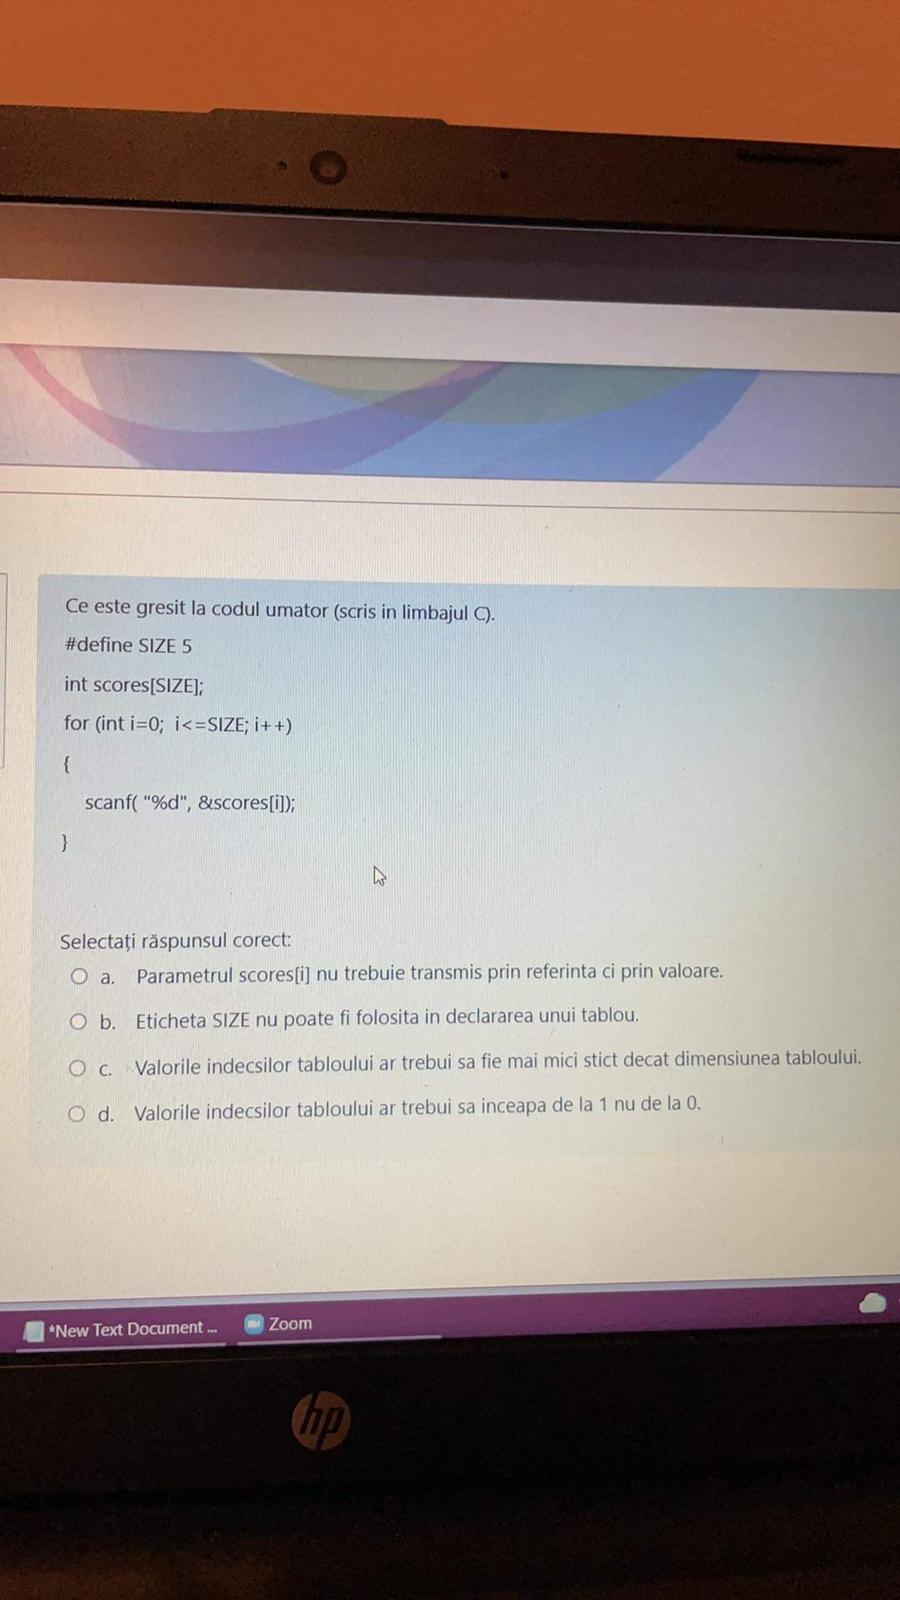 Ce este gresit la codul umator (scris in limbajul C).
#define SIZE 5
int scores[SIZE];
for (int i=0; i<=SIZE; i++)
{
scanf( "%d", &scores[i]);
}
Selectați răspunsul corect:
a. Parametrul scores[i] nu trebuie transmis prin referinta ci prin valoare.
b. Eticheta SIZE nu poate fi folosita in declararea unui tablou.
c. Valorile indecsilor tabloului ar trebui sa fie mai mici stict decat dimensiunea tabloului.
d. Valorile indecsilor tabloului ar trebui sa inceapa de la 1 nu de la 0.
*New Text Document ... Zoom
hp